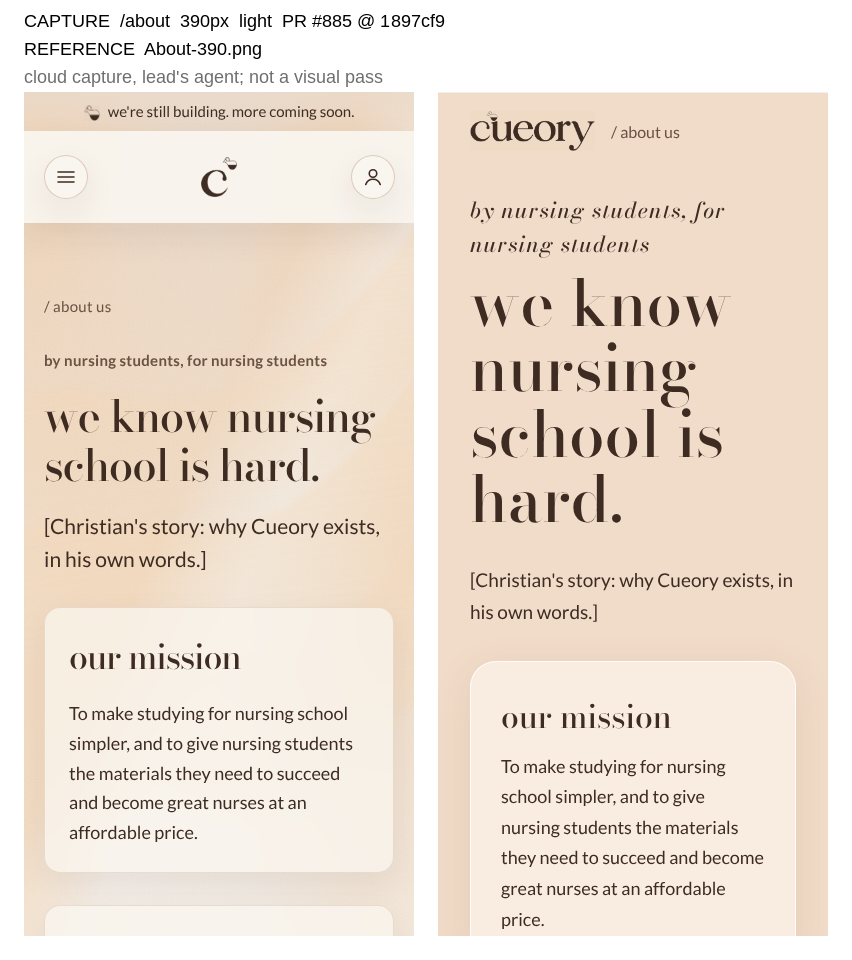 CAPTURE /about 390px light PR #885 @ 1897cf9
REFERENCE About-390.png
cloud capture, lead's agent; not a visual pass
we're still building. more coming soon.
c
/ about us
by nursing students, for nursing students
we know nursing
school is hard.
[Christian's story: why Cueory exists,
in his own words.]
our mission
To make studying for nursing school
simpler, and to give nursing students
the materials they need to succeed
and become great nurses at an
affordable price.
cueory / about us
by nursing students, for
nursing students
we know
nursing
school is
hard.
[Christian's story: why Cueory exists, in
his own words.]
our mission
To make studying for nursing
school simpler, and to give
nursing students the materials
they need to succeed and become
great nurses at an affordable
price.